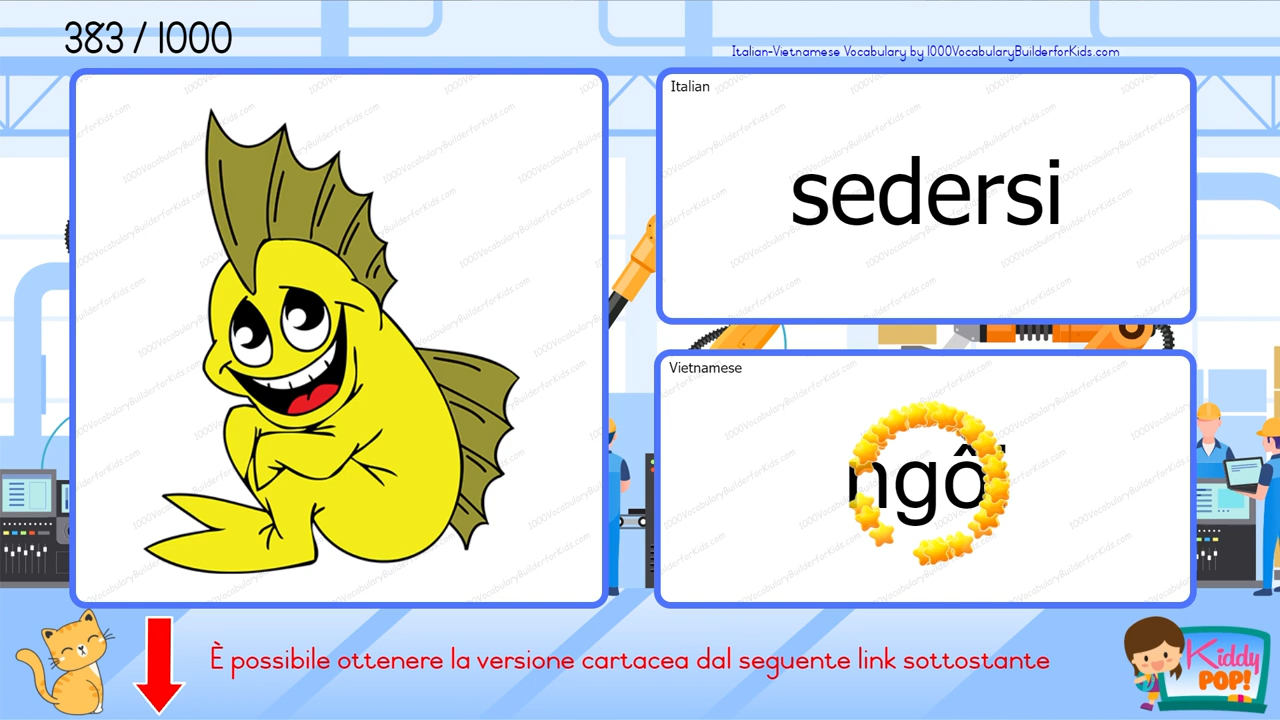 383 / 1000
Italian-Vietnamese Vocabulary by 1000VocabularyBuilderforKids.com
Italian
sedersi
Vietnamese
È possibile ottenere la versione cartacea dal seguente link sottostante
Kiddy
POP!